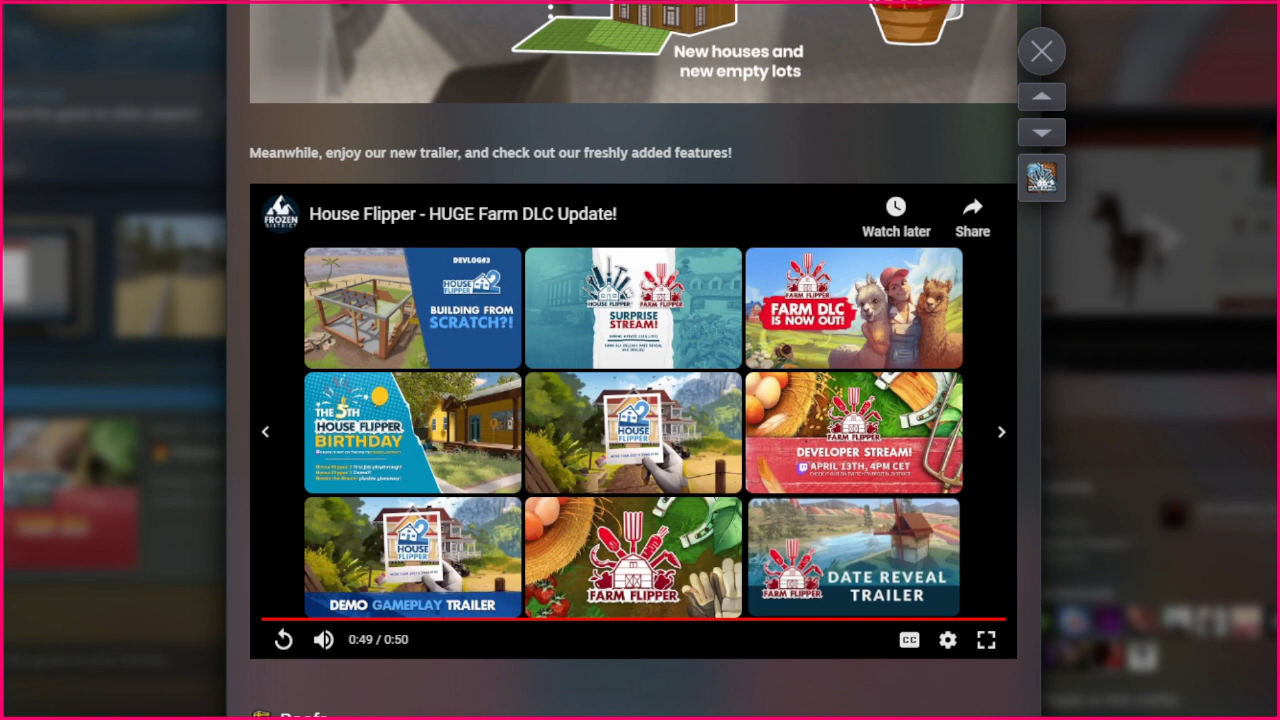 New houses and
new empty lots
Meanwhile, enjoy our new trailer, and check out our freshly added features!
FROZEN
DISTRICT
House Flipper - HUGE Farm DLC Update!
Watch later
Share
DEVLOG#3
HOUSE
FLIPPER 2
BUILDING FROM
SCRATCH?!
HOUSE FLIPPER
FARM FLIPPER
SURPRISE
STREAM!
FARM FLIPPER
FARM DLC
IS NOW OUT!
THE 5TH
HOUSE FLIPPER
BIRTHDAY
2
HOUSE
FLIPPER
FARM FLIPPER
DEVELOPER STREAM!
APRIL 13TH, 4PM CET
2
HOUSE
FLIPPER
DEMO GAMEPLAY TRAILER
FARM FLIPPER
FARM FLIPPER
DATE REVEAL
TRAILER
0:49 / 0:50
CC